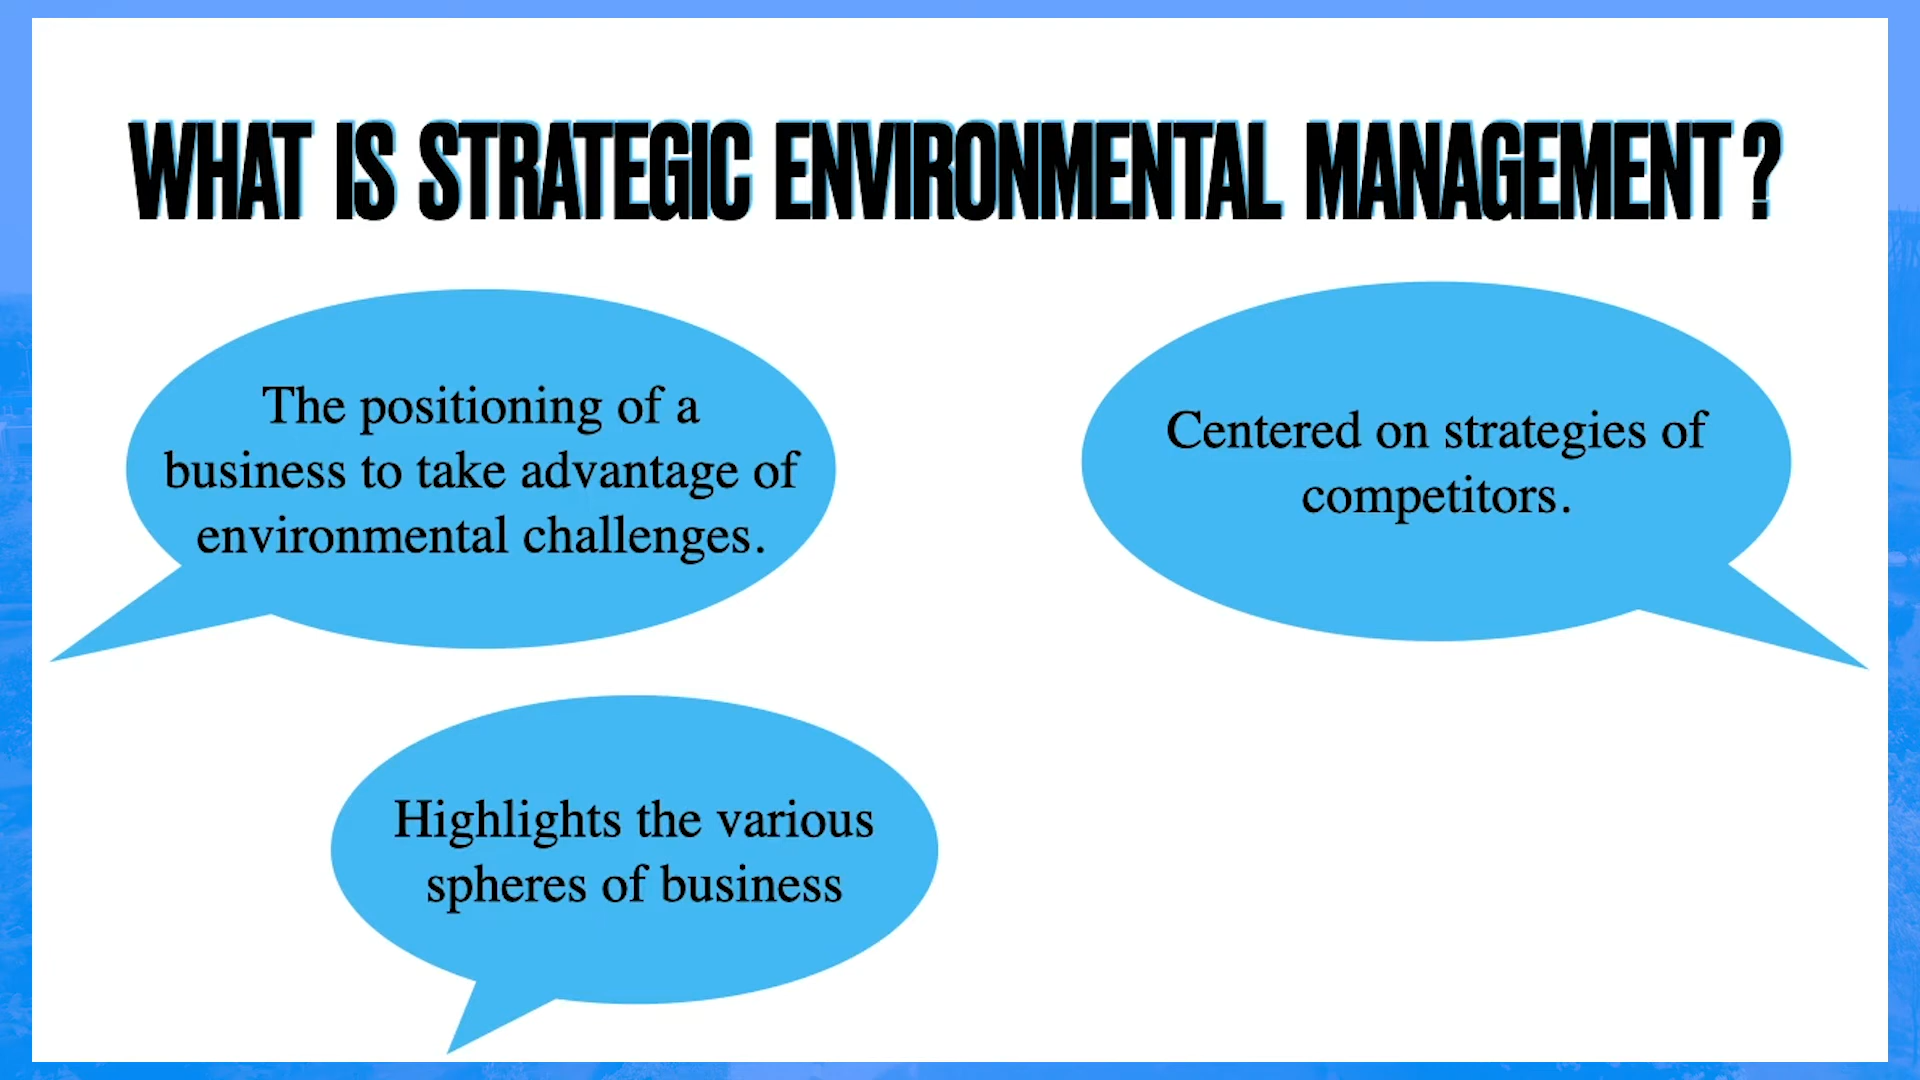 WHAT IS STRATEGIC ENVIRONMENTAL MANAGEMENT?
The positioning of a
business to take advantage of
environmental challenges.
Centered on strategies of
competitors.
Highlights the various
spheres of business